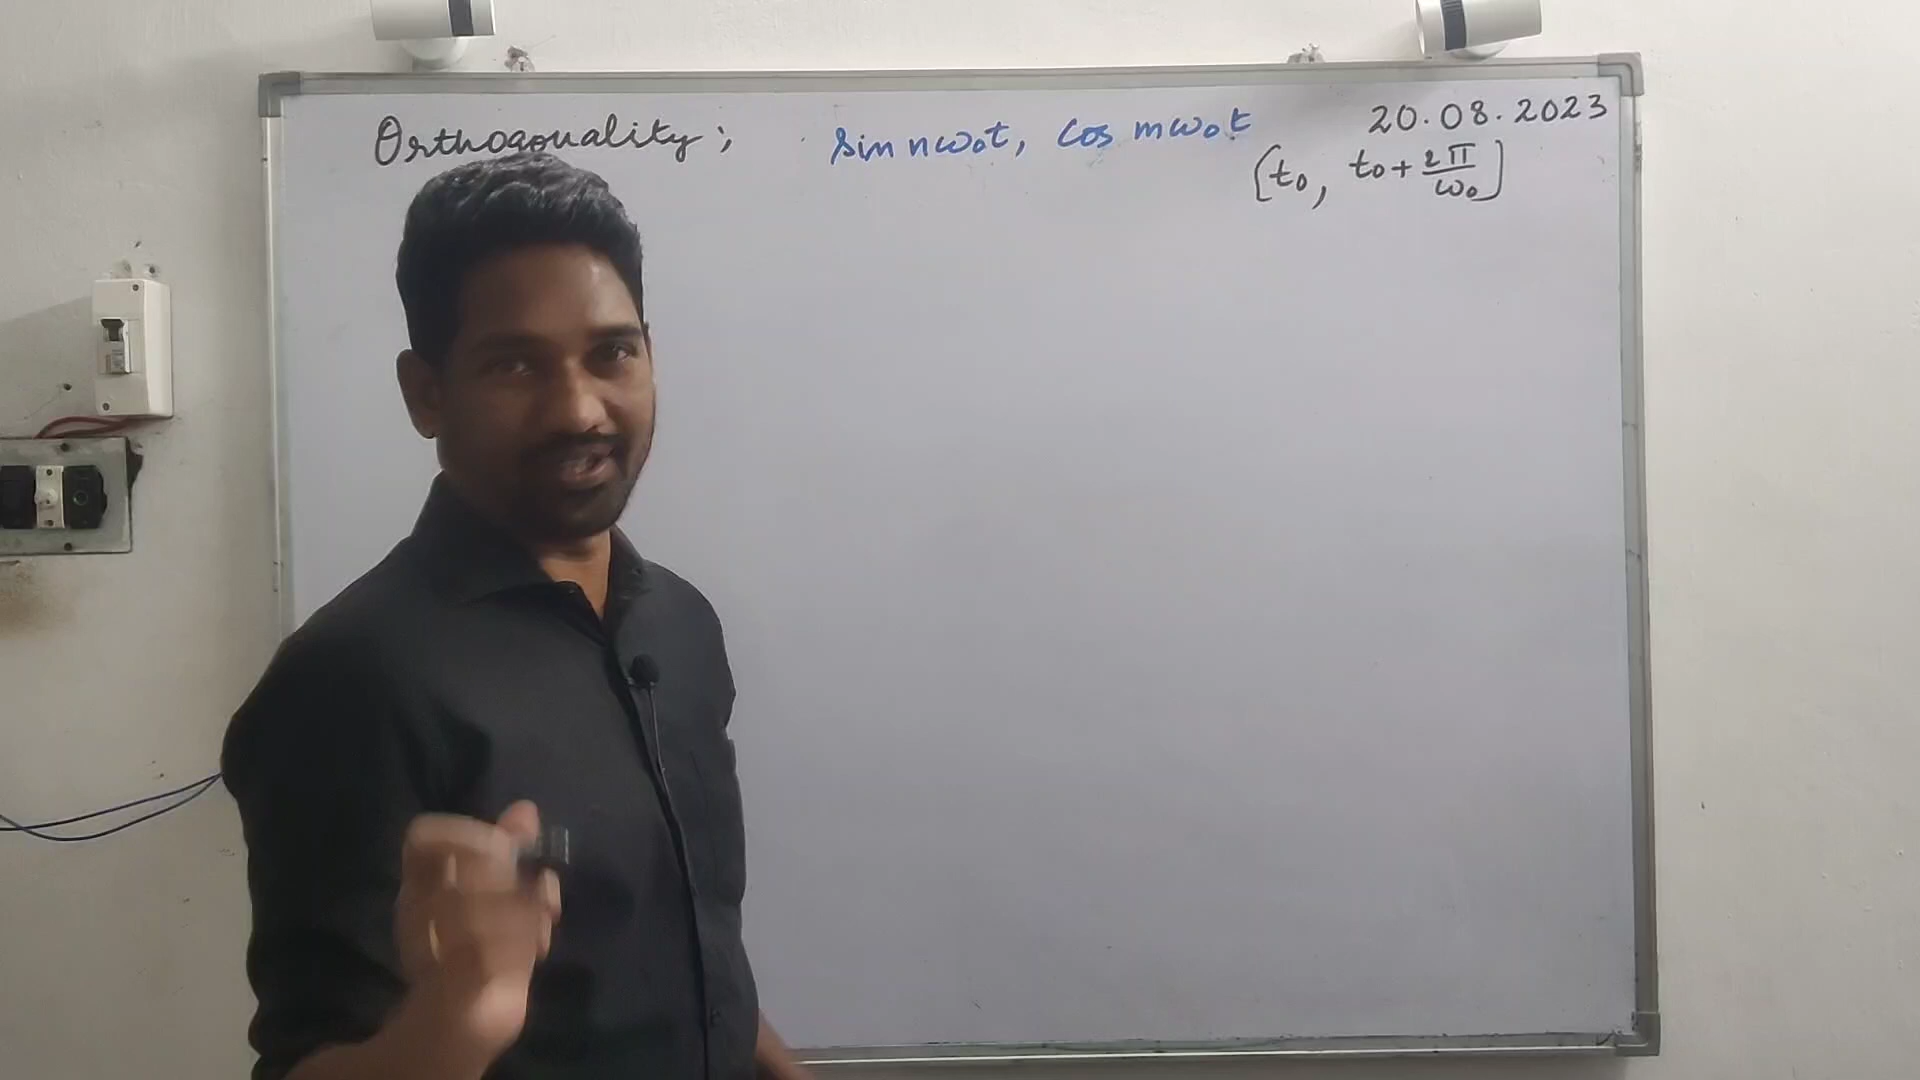 Orthogonality; sin nω₀t, cos mω₀t 20.08.2023
[t₀, t₀ + 2π/ω₀]